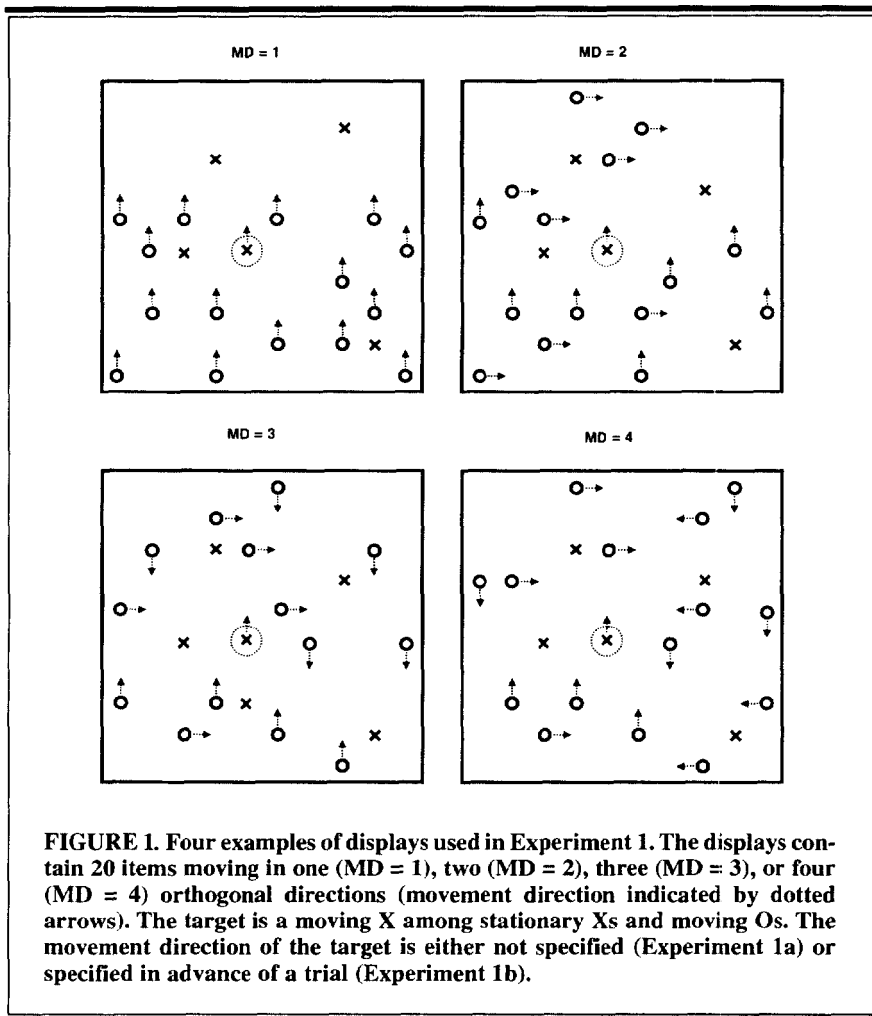 MD = 1
MD = 2
MD = 3
MD = 4
FIGURE 1. Four examples of displays used in Experiment 1. The displays con-
tain 20 items moving in one (MD = 1), two (MD = 2), three (MD = 3), or four
(MD = 4) orthogonal directions (movement direction indicated by dotted
arrows). The target is a moving X among stationary Xs and moving Os. The
movement direction of the target is either not specified (Experiment 1a) or
specified in advance of a trial (Experiment 1b).